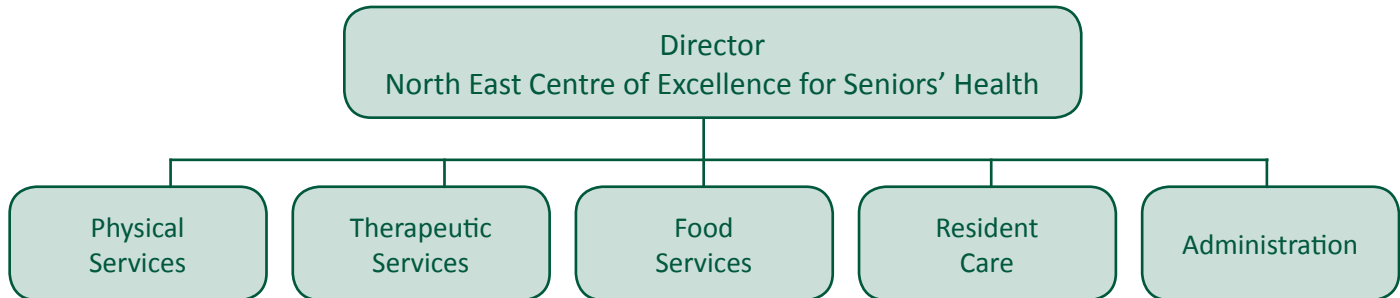 Director
North East Centre of Excellence for Seniors’ Health
Physical
Services
Therapeutic
Services
Food
Services
Resident
Care
Administration